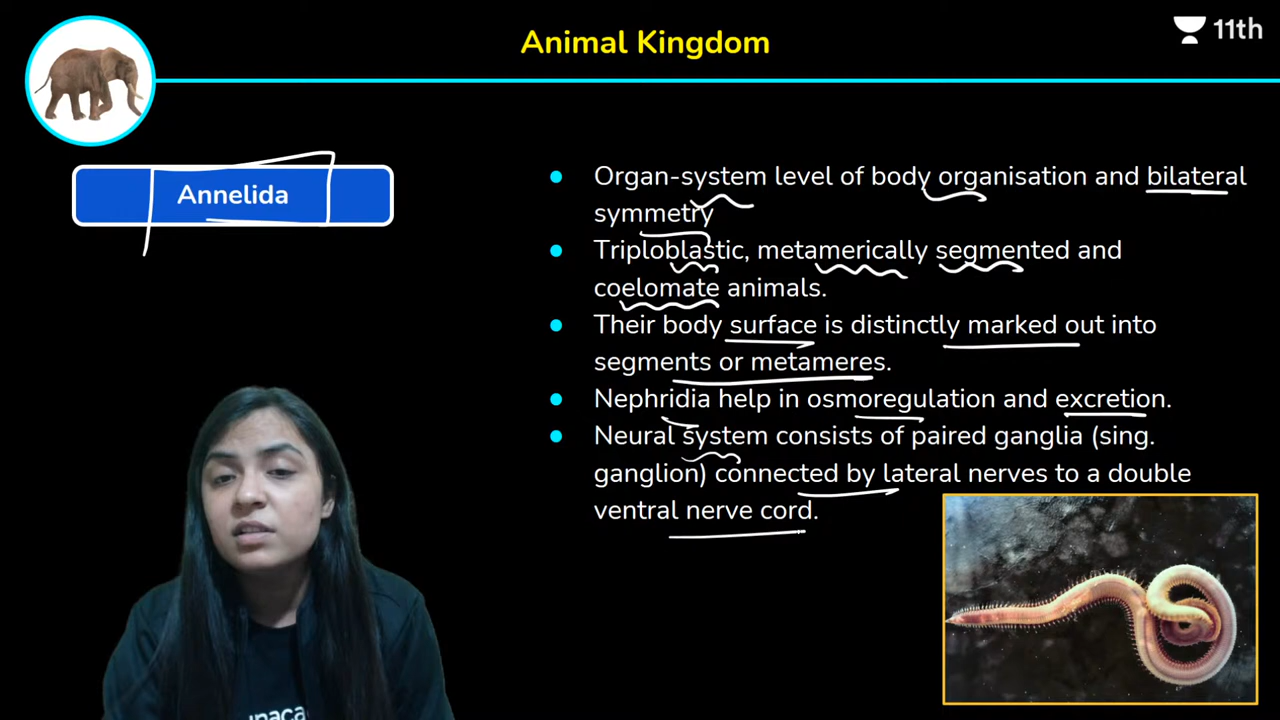 Animal Kingdom
11th
Annelida
Organ-system level of body organisation and bilateral
symmetry
Triploblastic, metamerically segmented and
coelomate animals.
Their body surface is distinctly marked out into
segments or metameres.
Nephridia help in osmoregulation and excretion.
Neural system consists of paired ganglia (sing.
ganglion) connected by lateral nerves to a double
ventral nerve cord.